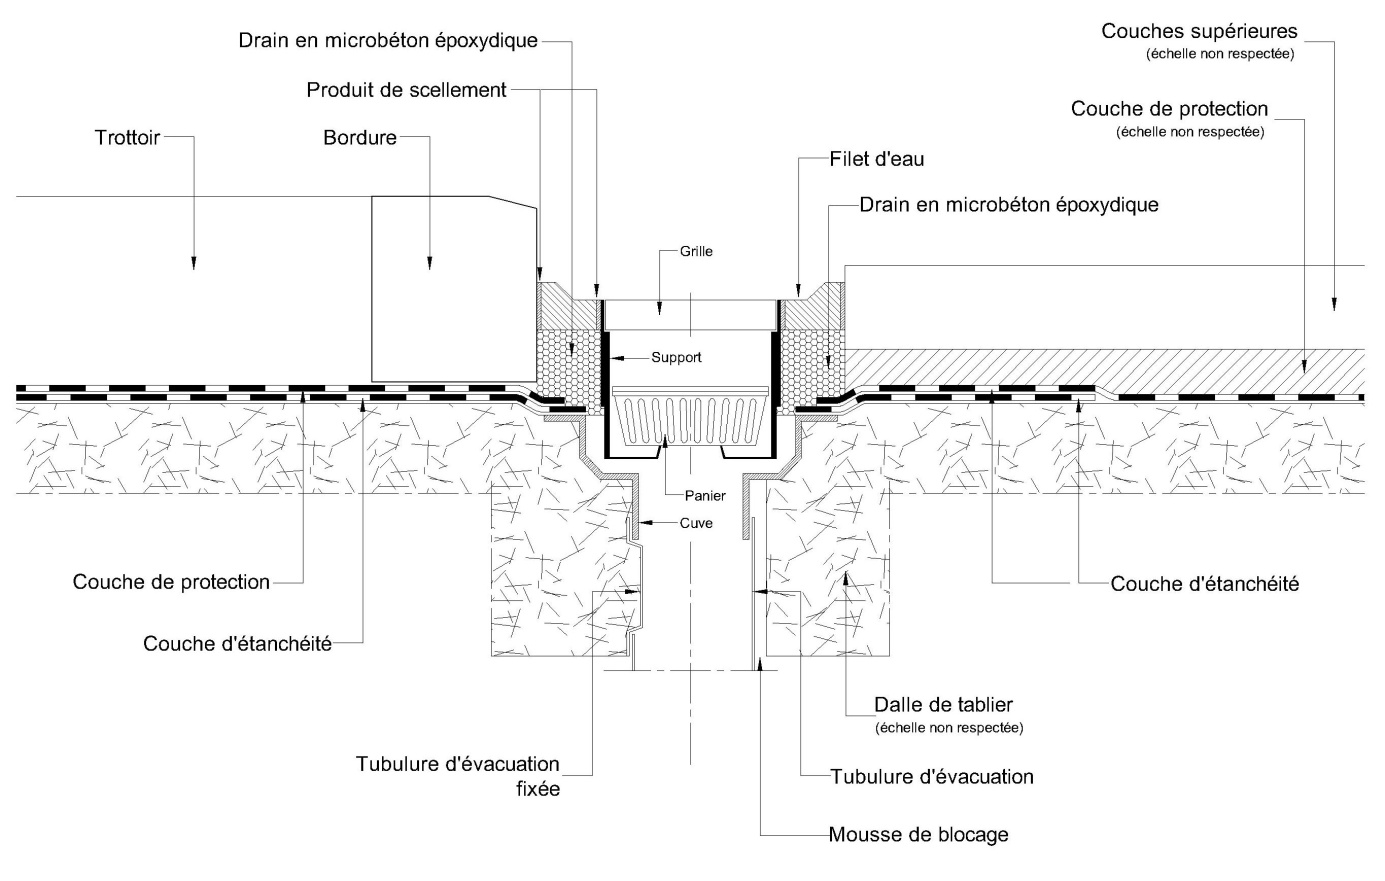 Couches supérieures
(échelle non respectée)
Drain en microbéton époxydique
Produit de scellement
Couche de protection
(échelle non respectée)
Trottoir
Bordure
Filet d'eau
Drain en microbéton époxydique
Grille
Support
Panier
Cuve
Couche de protection
Couche d'étanchéité
Couche d'étanchéité
Dalle de tablier
(échelle non respectée)
Tubulure d'évacuation
fixée
Tubulure d'évacuation
Mousse de blocage